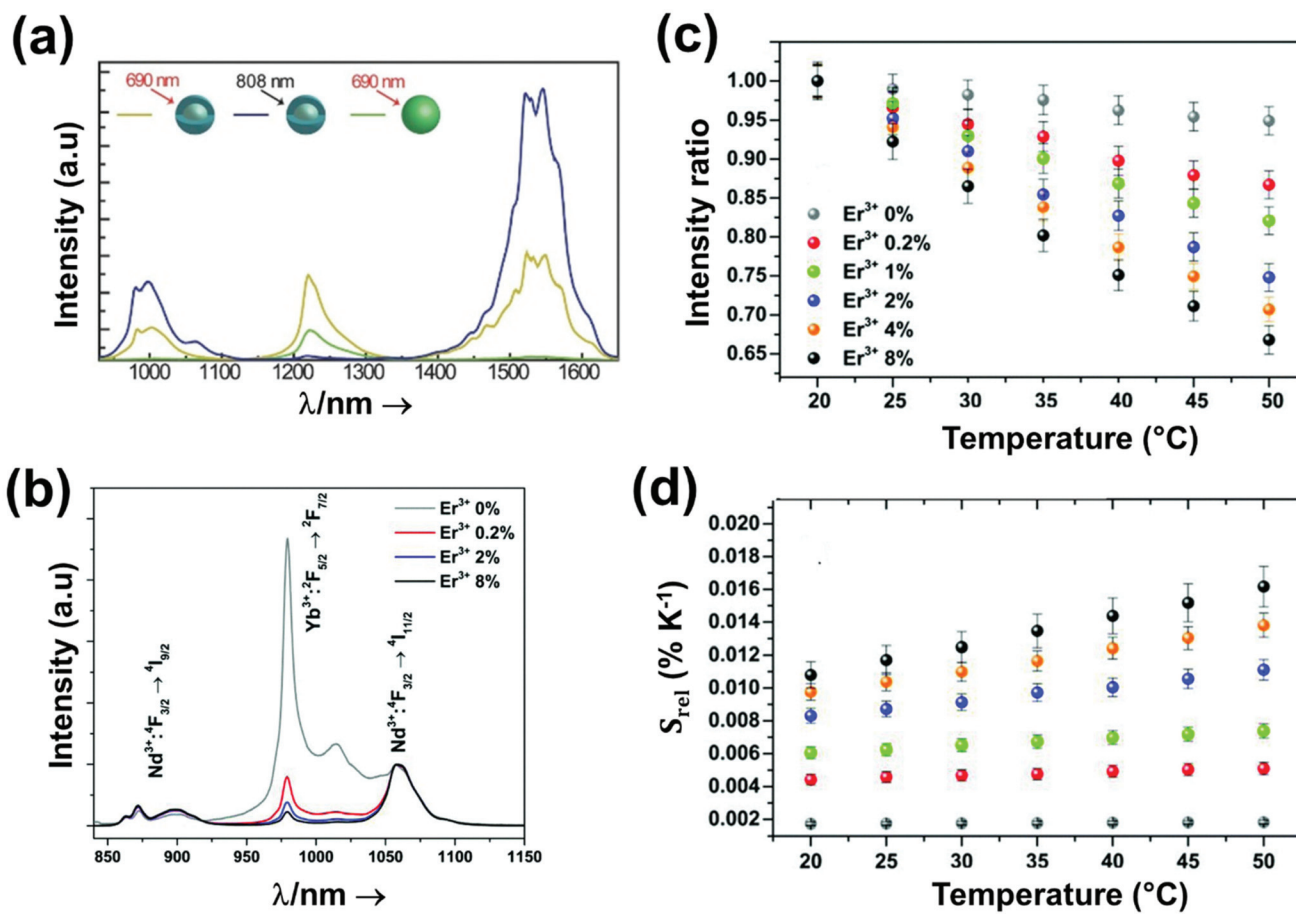 (a)
690 nm
808 nm
690 nm
Intensity (a.u)
1000
1100
1200
1300
1400
1500
1600
λ/nm →
(b)
Intensity (a.u)
Nd³⁺:⁴F₃/₂ → ⁴I₉/₂
Yb³⁺:²F₅/₂ → ²F₇/₂
Nd³⁺:⁴F₃/₂ → ⁴I₁₁/₂
Er³⁺ 0%
Er³⁺ 0.2%
Er³⁺ 2%
Er³⁺ 8%
850
900
950
1000
1050
1100
1150
λ/nm →
(c)
Intensity ratio
1.00
0.95
0.90
0.85
0.80
0.75
0.70
0.65
Er³⁺ 0%
Er³⁺ 0.2%
Er³⁺ 1%
Er³⁺ 2%
Er³⁺ 4%
Er³⁺ 8%
20
25
30
35
40
45
50
Temperature (°C)
(d)
S_rel (% K⁻¹)
0.020
0.018
0.016
0.014
0.012
0.010
0.008
0.006
0.004
0.002
20
25
30
35
40
45
50
Temperature (°C)